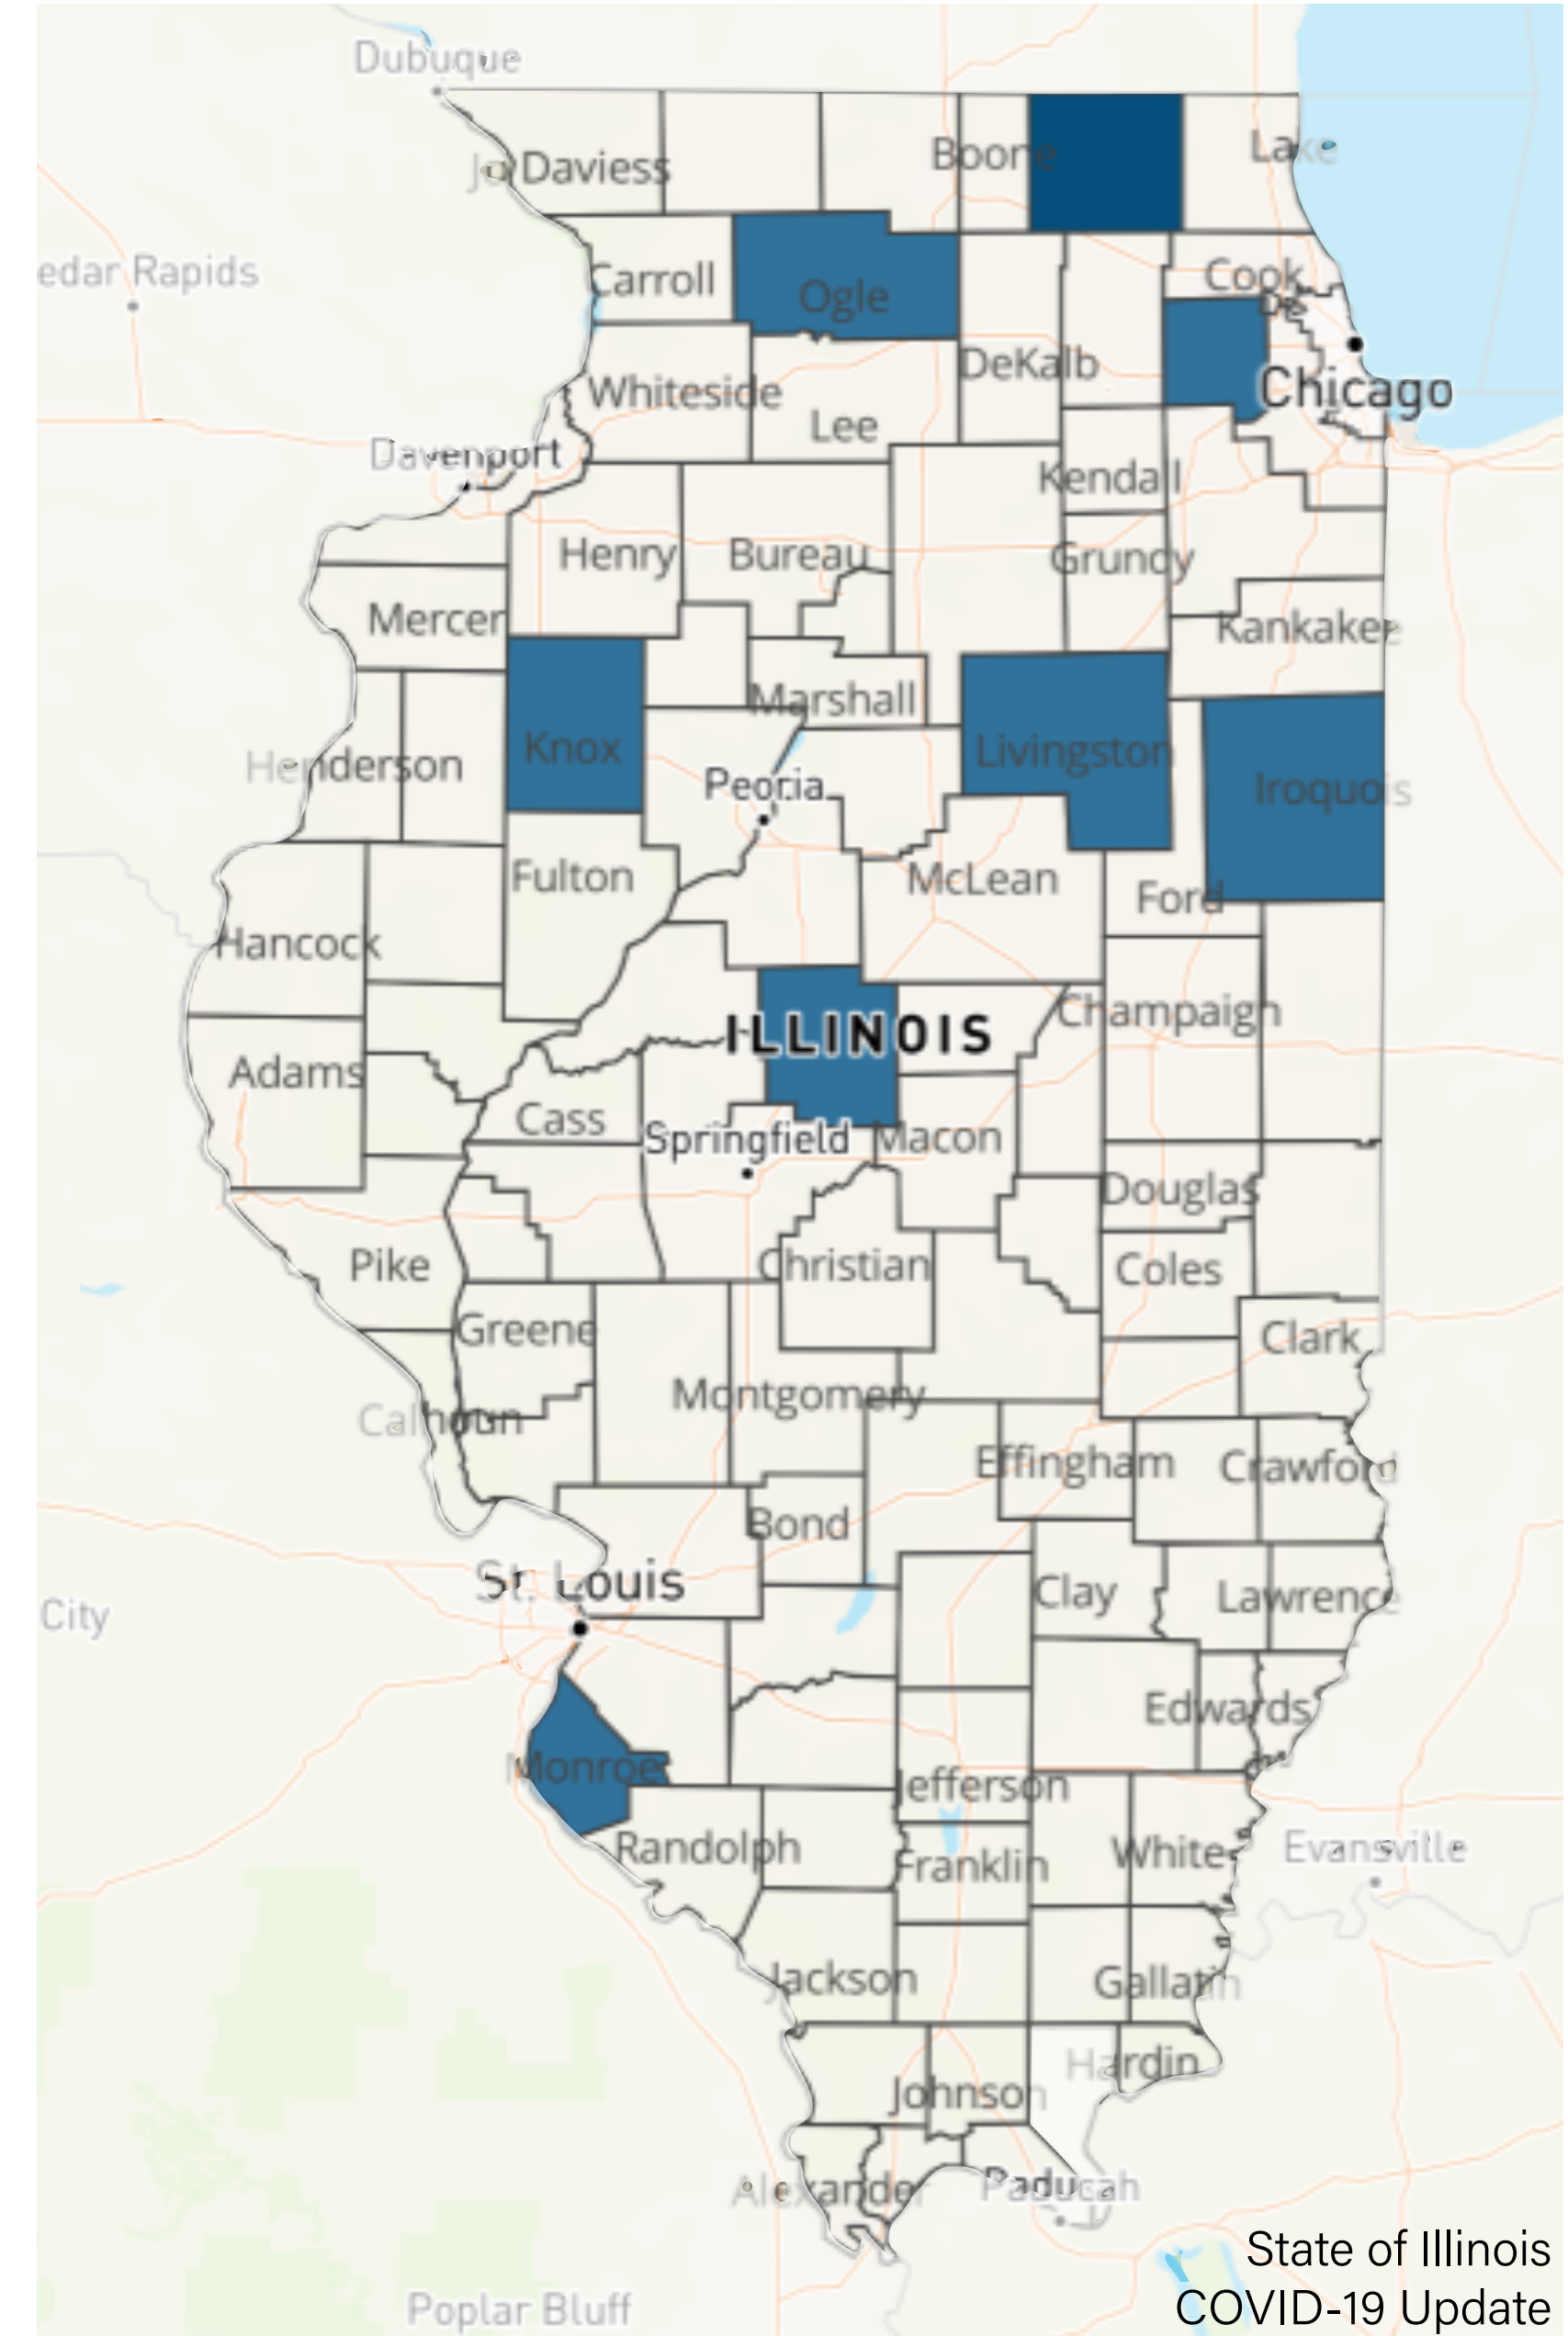 Dubuque
Jo Daviess
Boone
Lake
edar Rapids
Carroll
Ogle
Cook
DeKalb
Whiteside
Lee
Chicago
Davenport
Kendall
Henry
Bureau
Grundy
Mercer
Kankakee
Marshall
Knox
Livingston
Henderson
Peoria
Iroquois
Fulton
McLean
Ford
Hancock
Champaign
ILLINOIS
Adams
Cass
Springfield
Macon
Douglas
Pike
Christian
Coles
Greene
Clark
Montgomery
Calhoun
Effingham
Crawford
Bond
St. Louis
Clay
Lawrence
City
Edwards
Monroe
Jefferson
Randolph
Franklin
White
Evansville
Jackson
Gallatin
Hardin
Johnson
Alexander
Paducah
State of Illinois
COVID-19 Update
Poplar Bluff